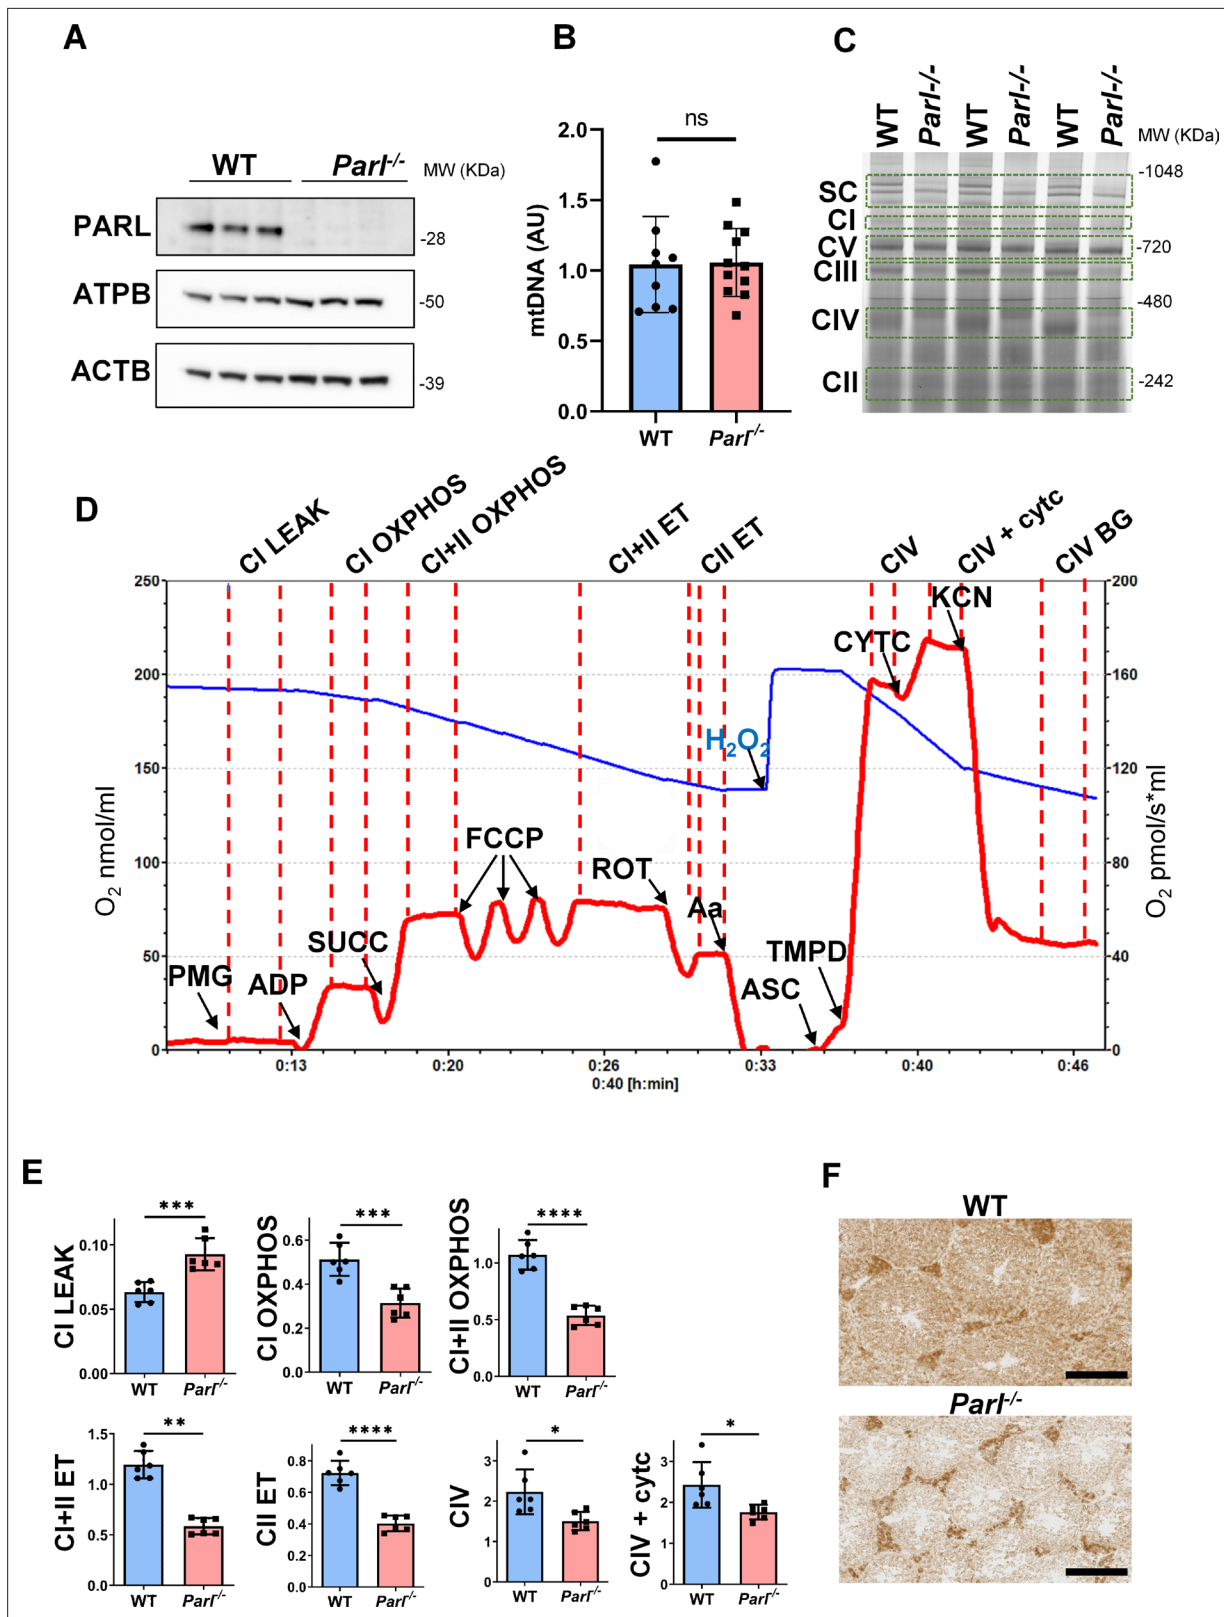 A
WT Parl-/- MW (KDa)
PARL
-28
ATPB
-50
ACTB
-39
B
ns
mtDNA (AU)
2.0
1.5
1.0
0.5
0.0
WT Parl-/-
C
WT Parl-/- WT Parl-/- WT Parl-/-
MW (KDa)
-1048
SC
CI
CV
-720
CIII
-480
CIV
CII
-242
D
CI LEAK CI OXPHOS CI+II OXPHOS CI+II ET CII ET CIV CIV + cytc CIV BG
O2 nmol/ml
250
200
150
100
50
0
O2 pmol/s*ml
200
160
120
80
40
0
PMG
ADP
SUCC
FCCP
ROT
Aa
H2O2
ASC
TMPD
CYTC
KCN
0:13 0:20 0:26 0:33 0:40 0:46
0:40 [h:min]
E
CI LEAK
***
0.10
0.05
0.00
WT Parl-/-
CI OXPHOS
***
0.6
0.4
0.2
0.0
WT Parl-/-
CI+II OXPHOS
****
1.0
0.5
0.0
WT Parl-/-
CI+II ET
**
1.5
1.0
0.5
0.0
WT Parl-/-
CII ET
****
0.8
0.6
0.4
0.2
0.0
WT Parl-/-
CIV
*
3
2
1
0
WT Parl-/-
CIV + cytc
*
3
2
1
0
WT Parl-/-
F
WT
Parl-/-